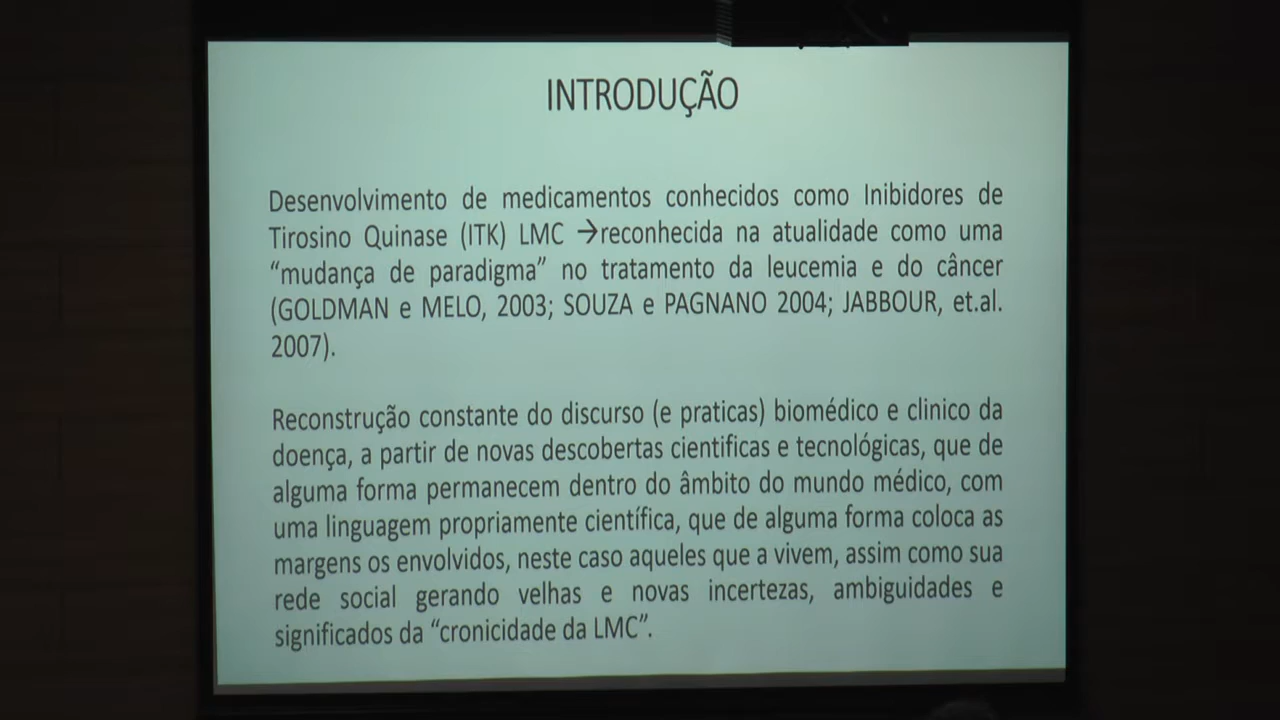 INTRODUÇÃO
Desenvolvimento de medicamentos conhecidos como Inibidores de
Tirosino Quinase (ITK) LMC →reconhecida na atualidade como uma
“mudança de paradigma” no tratamento da leucemia e do câncer
(GOLDMAN e MELO, 2003; SOUZA e PAGNANO 2004; JABBOUR, et.al.
2007).
Reconstrução constante do discurso (e praticas) biomédico e clinico da
doença, a partir de novas descobertas cientificas e tecnológicas, que de
alguma forma permanecem dentro do âmbito do mundo médico, com
uma linguagem propriamente científica, que de alguma forma coloca as
margens os envolvidos, neste caso aqueles que a vivem, assim como sua
rede social gerando velhas e novas incertezas, ambiguidades e
significados da “cronicidade da LMC”.